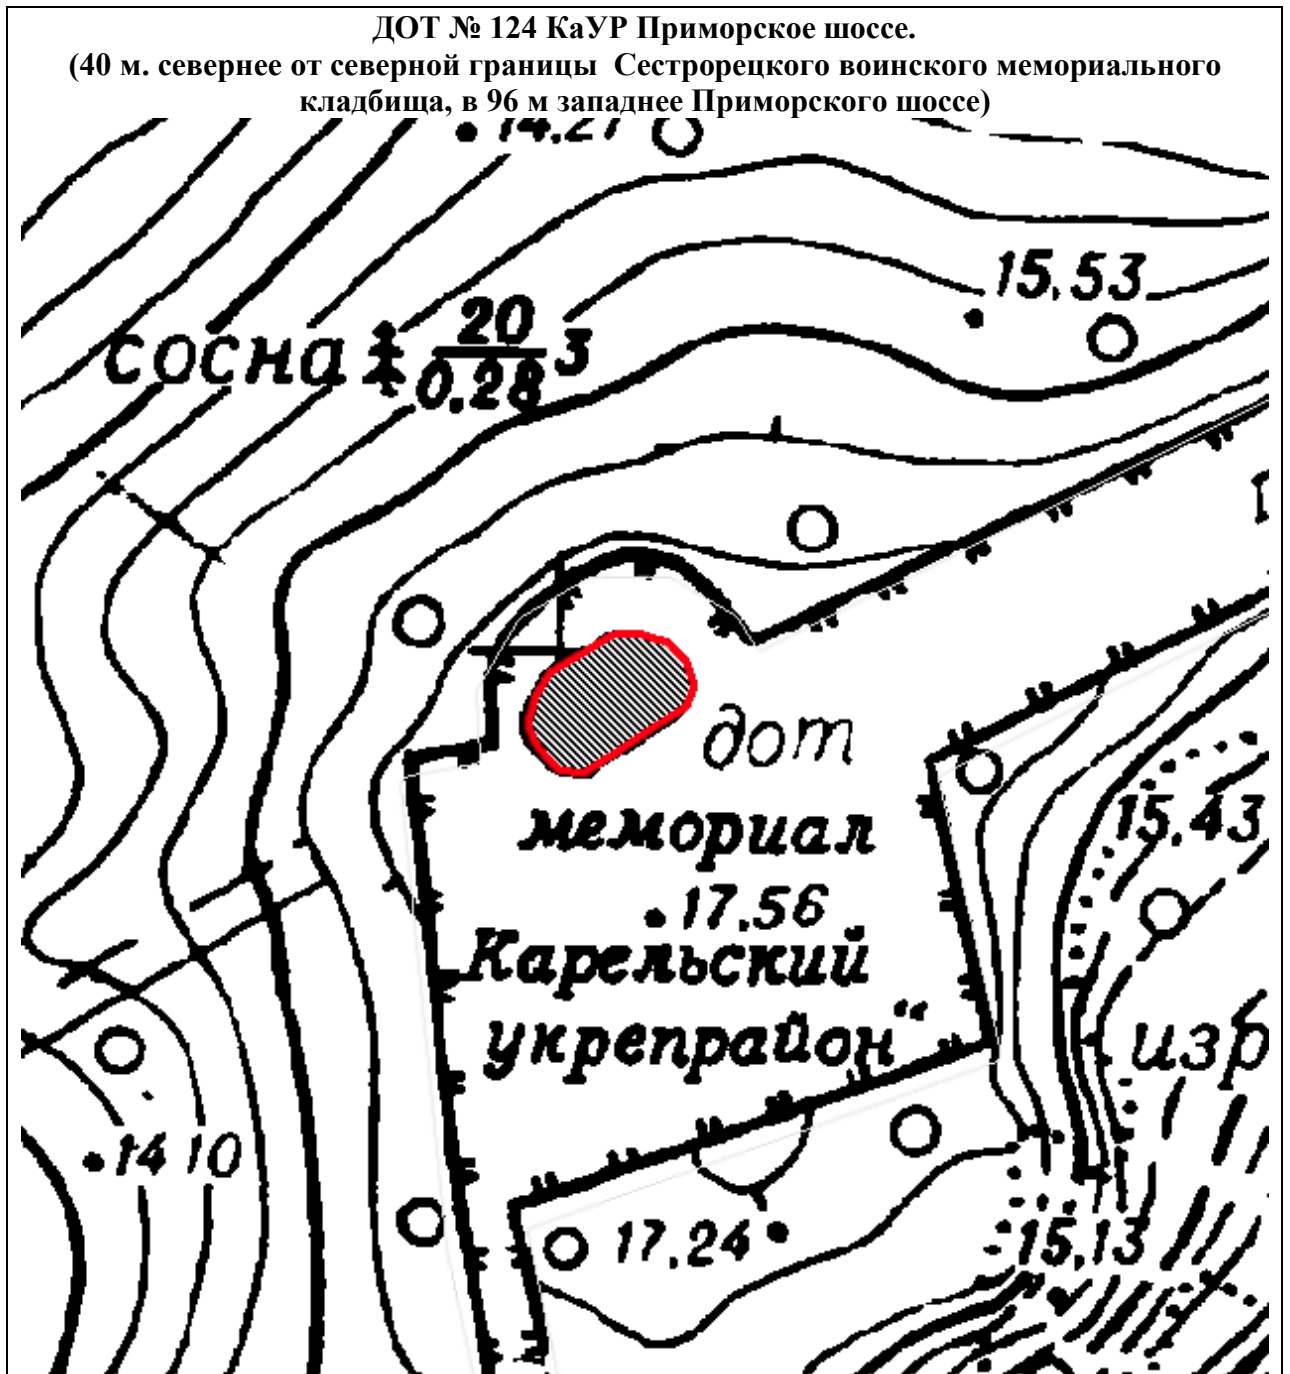 ДОТ № 124 КаУР Приморское шоссе.
(40 м. севернее от северной границы Сестрорецкого воинского мемориального
кладбища, в 96 м западнее Приморского шоссе)
14.27
15.53
сосна 20 3
0.28
дот
мемориал
15.43
17.56
Карельский
укрепрайон"
изр
14 10
17.24
15.13